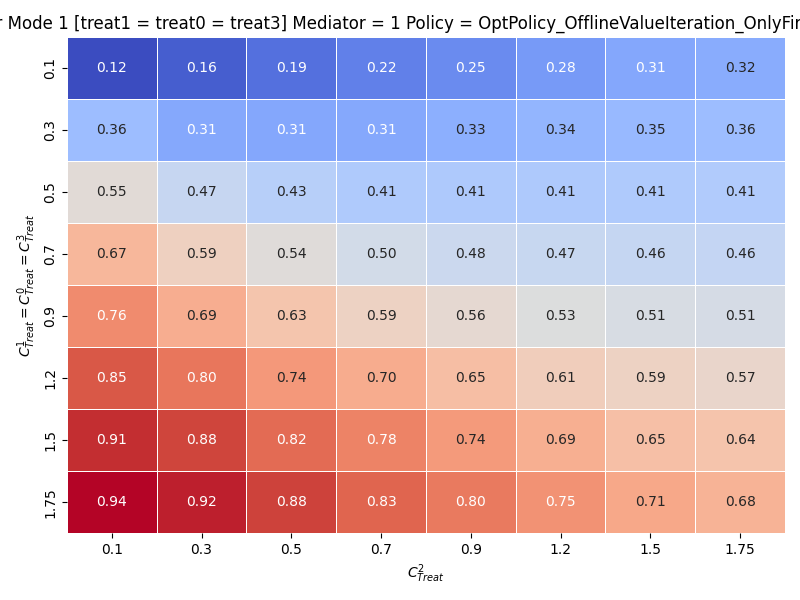 Mode 1 [treat1 = treat0 = treat3] Mediator = 1 Policy = OptPolicy_OfflineValueIteration_OnlyFi
0.1 0.12 0.16 0.19 0.22 0.25 0.28 0.31 0.32
0.3 0.36 0.31 0.31 0.31 0.33 0.34 0.35 0.36
0.5 0.55 0.47 0.43 0.41 0.41 0.41 0.41 0.41
0.7 0.67 0.59 0.54 0.50 0.48 0.47 0.46 0.46
0.9 0.76 0.69 0.63 0.59 0.56 0.53 0.51 0.51
1.2 0.85 0.80 0.74 0.70 0.65 0.61 0.59 0.57
1.5 0.91 0.88 0.82 0.78 0.74 0.69 0.65 0.64
1.75 0.94 0.92 0.88 0.83 0.80 0.75 0.71 0.68
0.1 0.3 0.5 0.7 0.9 1.2 1.5 1.75
C²_Treat
C¹_Treat = C⁰_Treat = C³_Treat